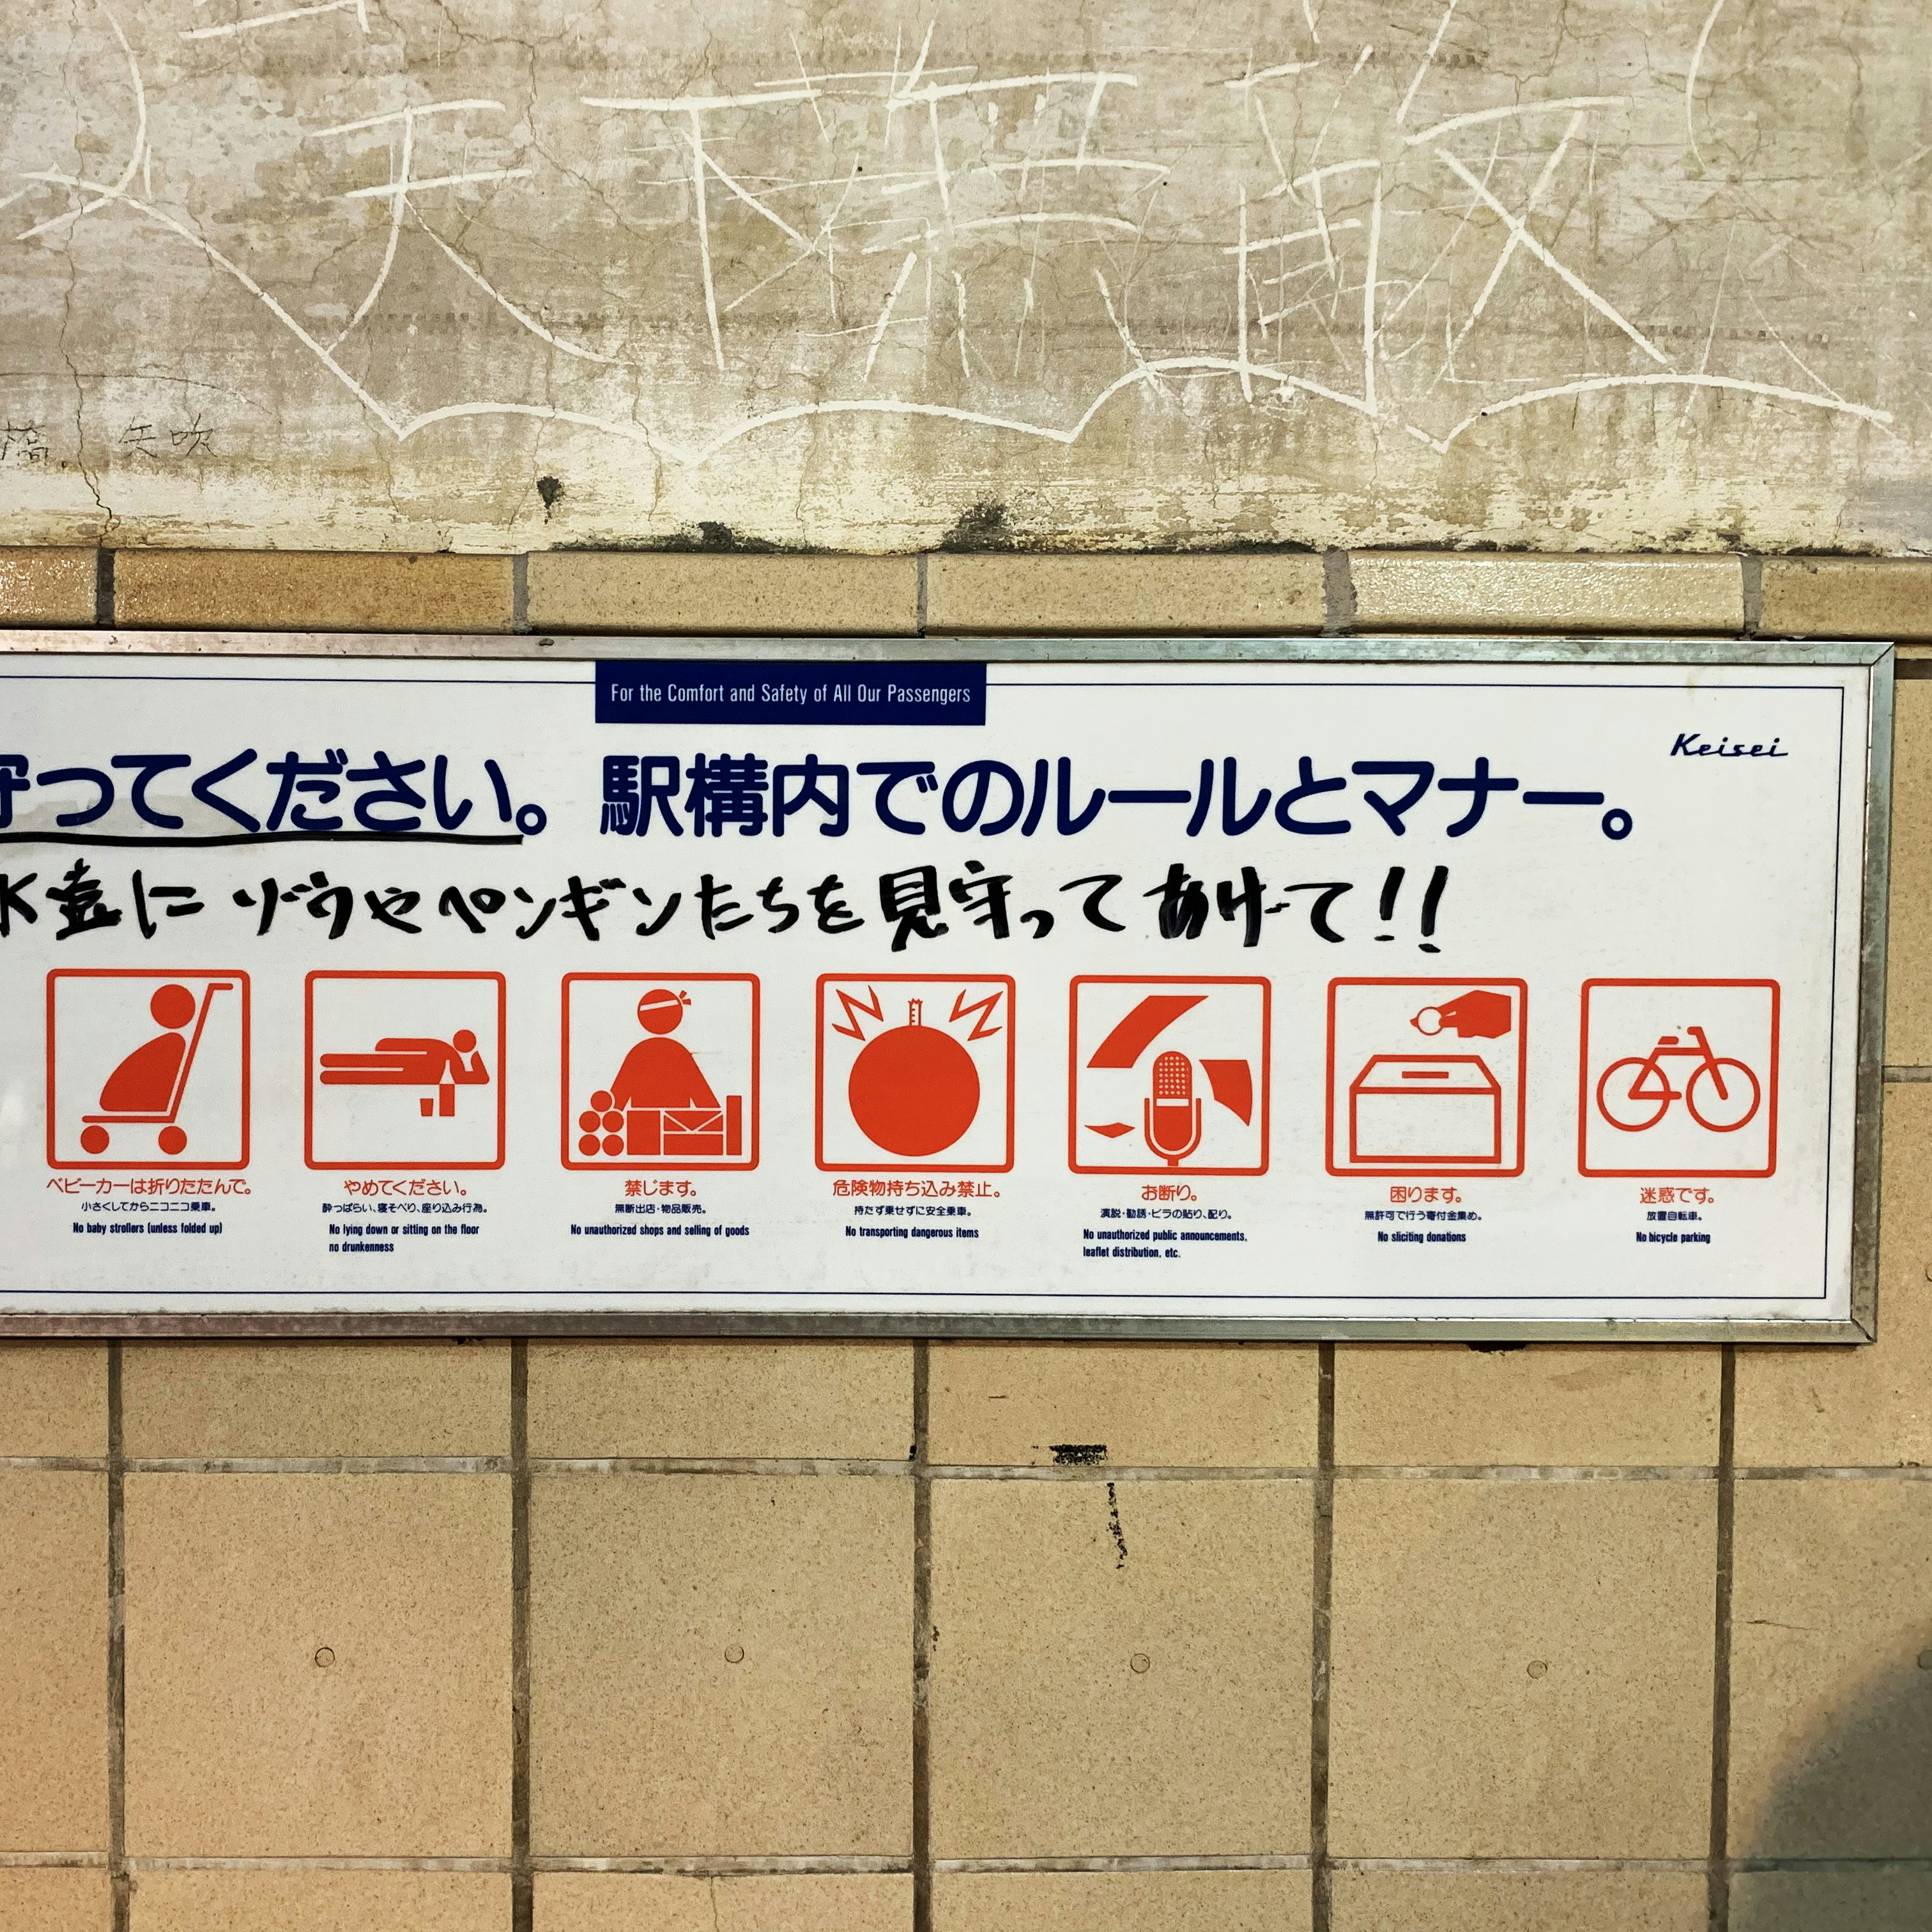 矢吹
For the Comfort and Safety of All Our Passengers
Keisei
守ってください。 駅構内でのルールとマナー。
永遠にゾウやペンギンたちを見守ってあげて!!
ベビーカーは折りたたんで。
小さくしてからニコニコ乗車。
No baby strollers (unless folded up)
やめてください。
酔っぱらい、寝そべり、座り込み行為。
No lying down or sitting on the floor
no drunkenness
禁じます。
無断出店・物品販売。
No unauthorized shops and selling of goods
危険物持ち込み禁止。
持たず乗せずに安全乗車。
No transporting dangerous items
お断り。
演説・勧誘・ビラの貼り、配り。
No unauthorized public announcements,
leaflet distribution, etc.
困ります。
無許可で行う寄付金集め。
No sliciting donations
迷惑です。
放置自転車。
No bicycle parking